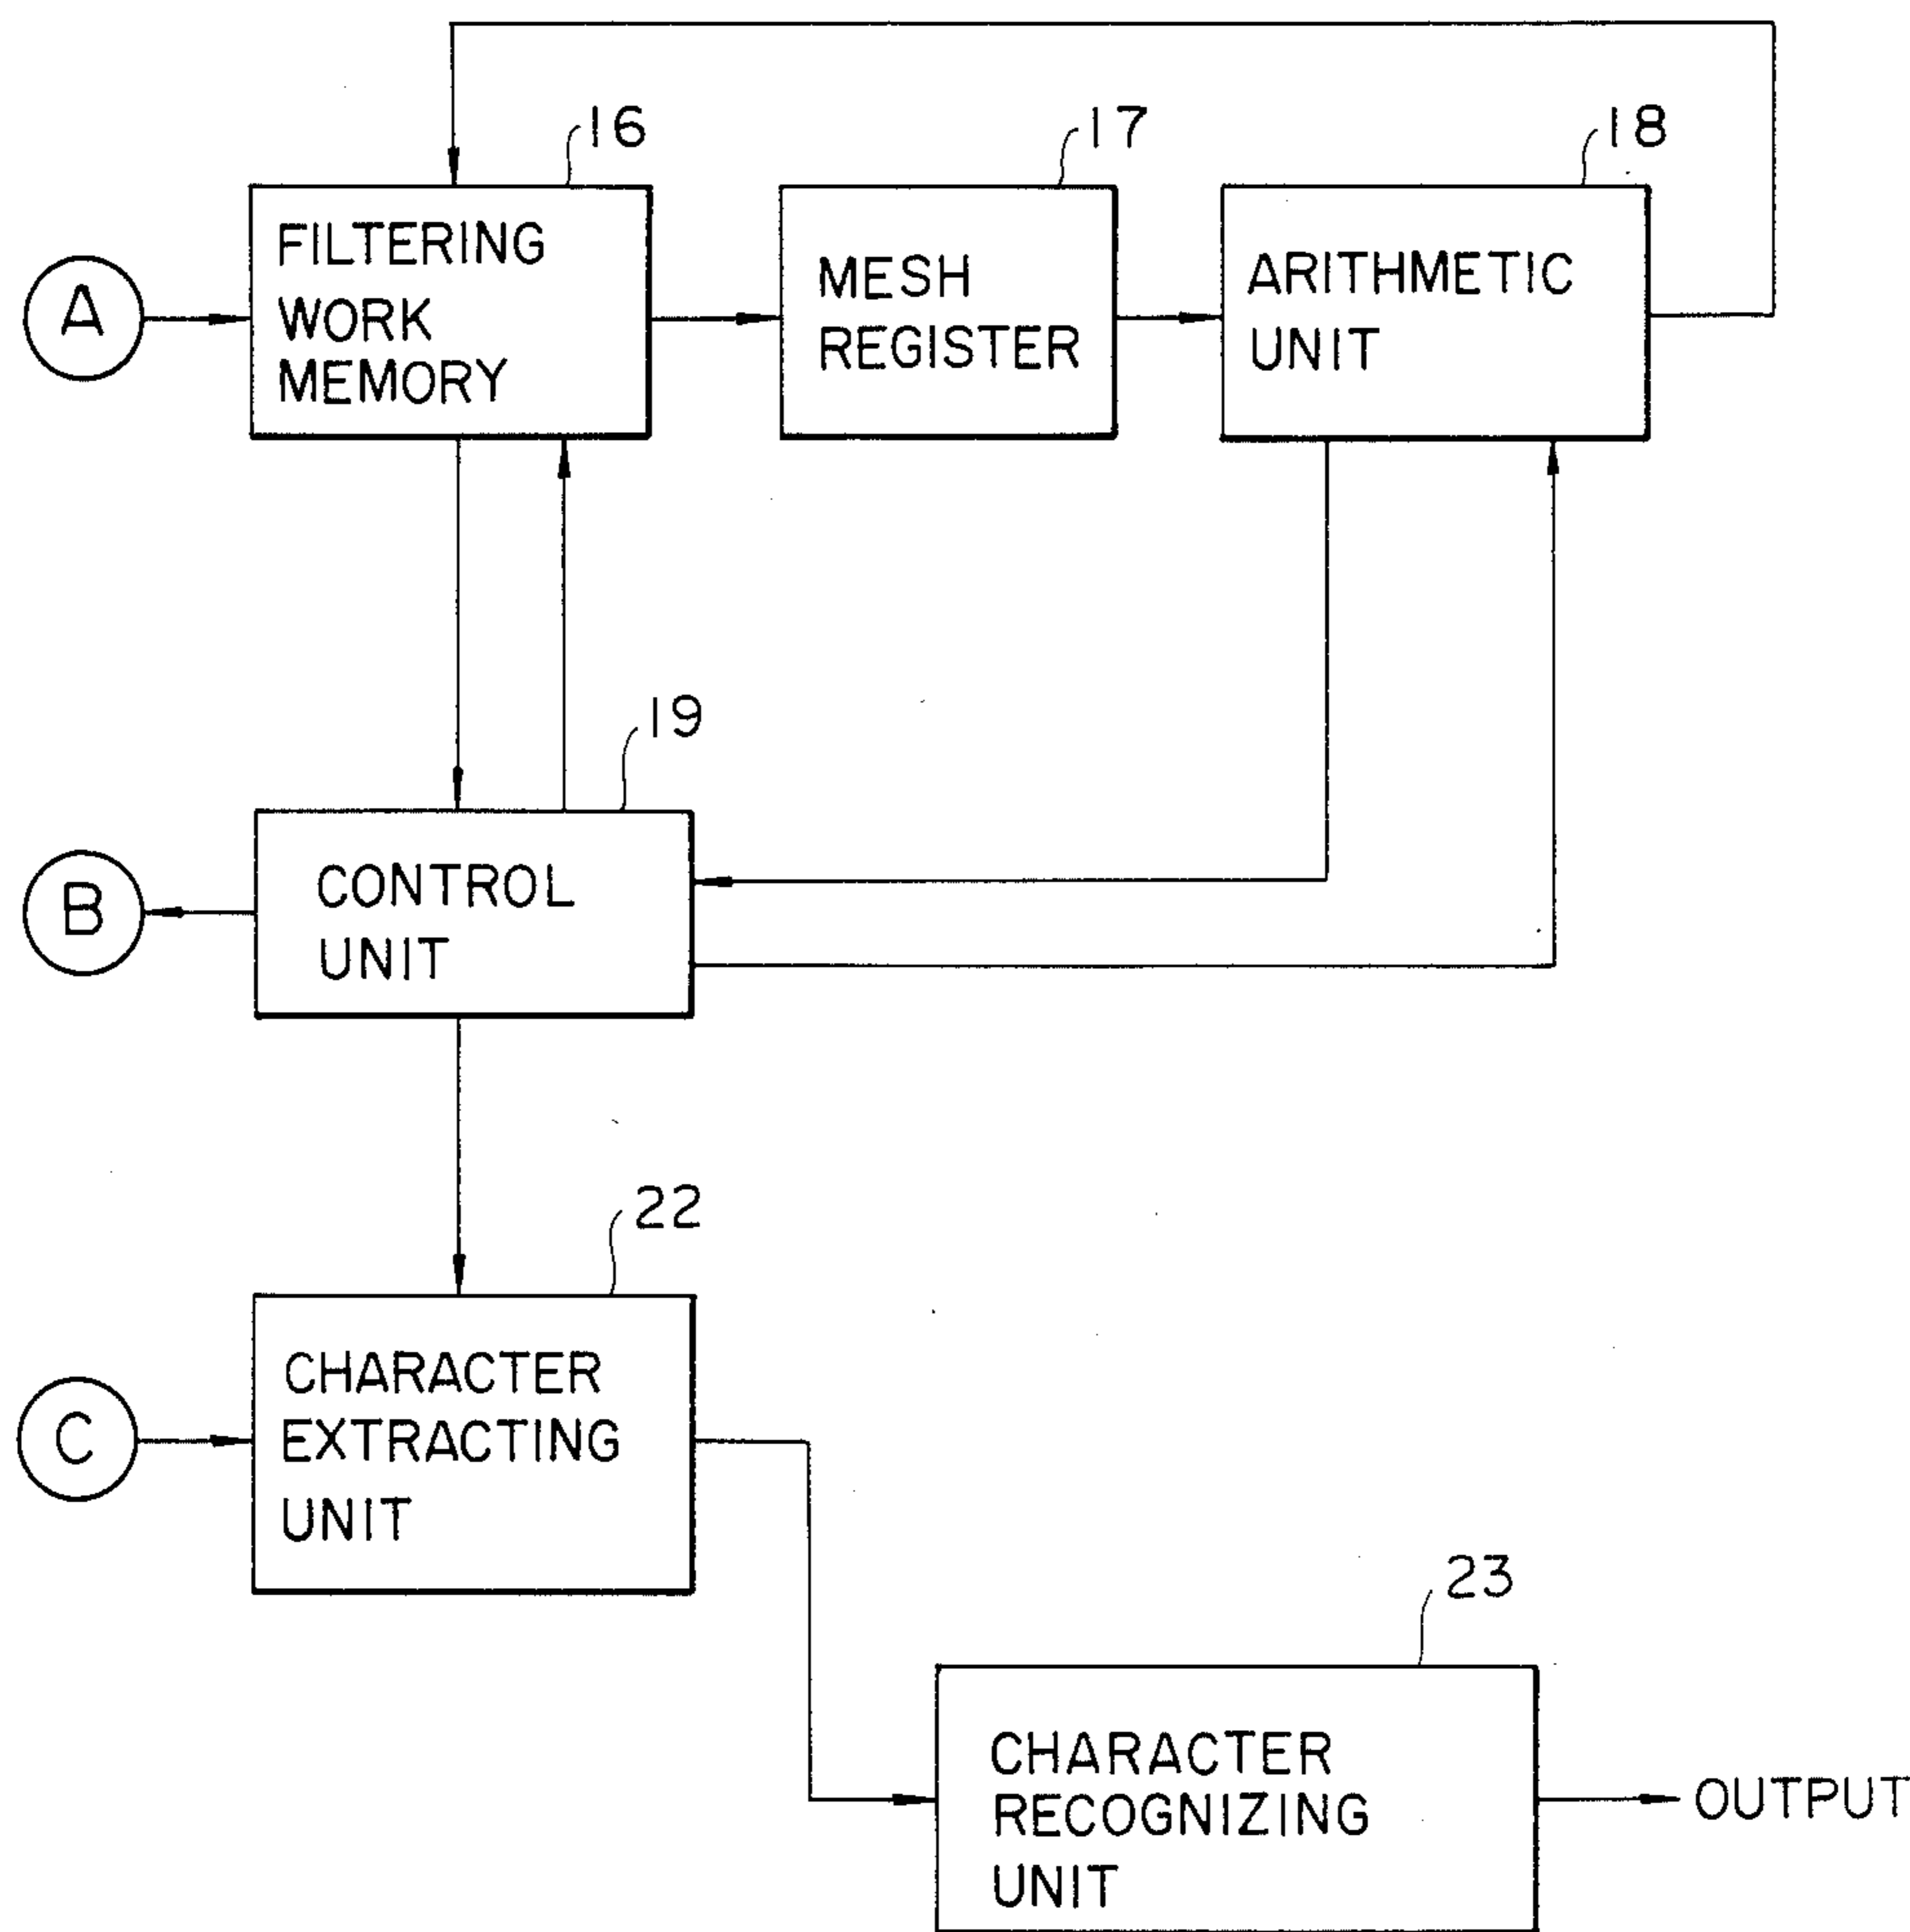 16
17
18
A
FILTERING
WORK
MEMORY
MESH
REGISTER
ARITHMETIC
UNIT
19
B
CONTROL
UNIT
22
C
CHARACTER
EXTRACTING
UNIT
23
CHARACTER
RECOGNIZING
UNIT
OUTPUT